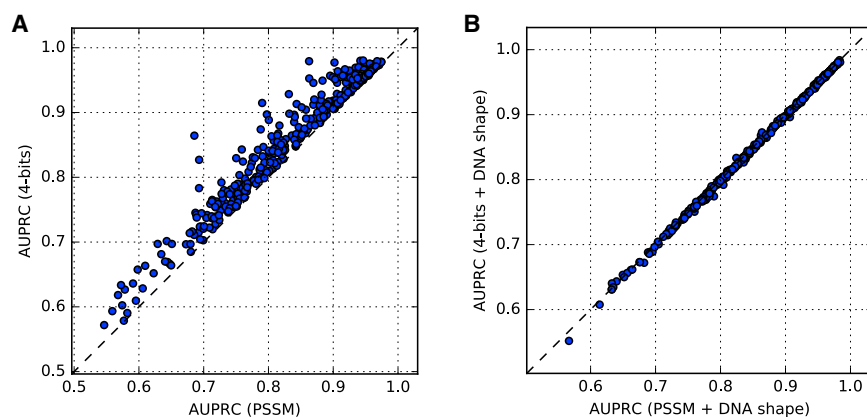 A
1.0
0.9
0.8
0.7
0.6
0.5
AUPRC (4-bits)
0.5 0.6 0.7 0.8 0.9 1.0
AUPRC (PSSM)
B
1.0
0.9
0.8
0.7
0.6
AUPRC (4-bits + DNA shape)
0.6 0.7 0.8 0.9 1.0
AUPRC (PSSM + DNA shape)